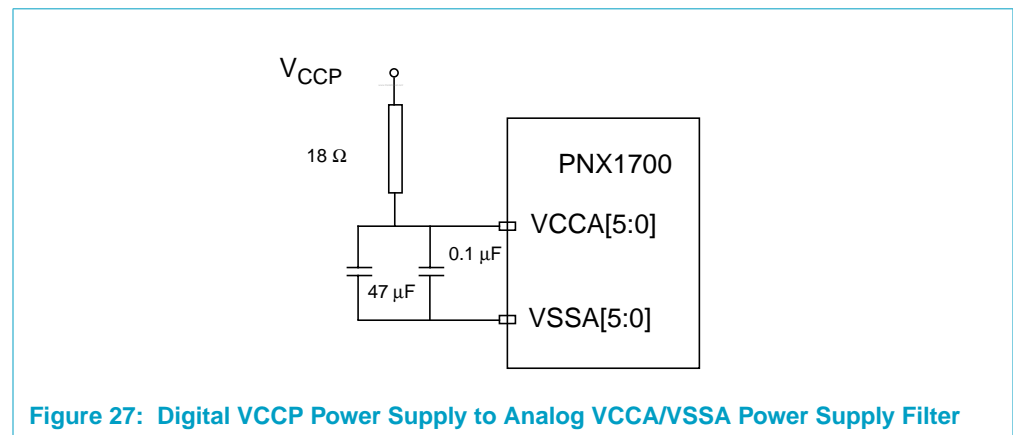 VCCP
18 Ω
PNX1700
VCCA[5:0]
0.1 μF
47 μF
VSSA[5:0]
Figure 27: Digital VCCP Power Supply to Analog VCCA/VSSA Power Supply Filter